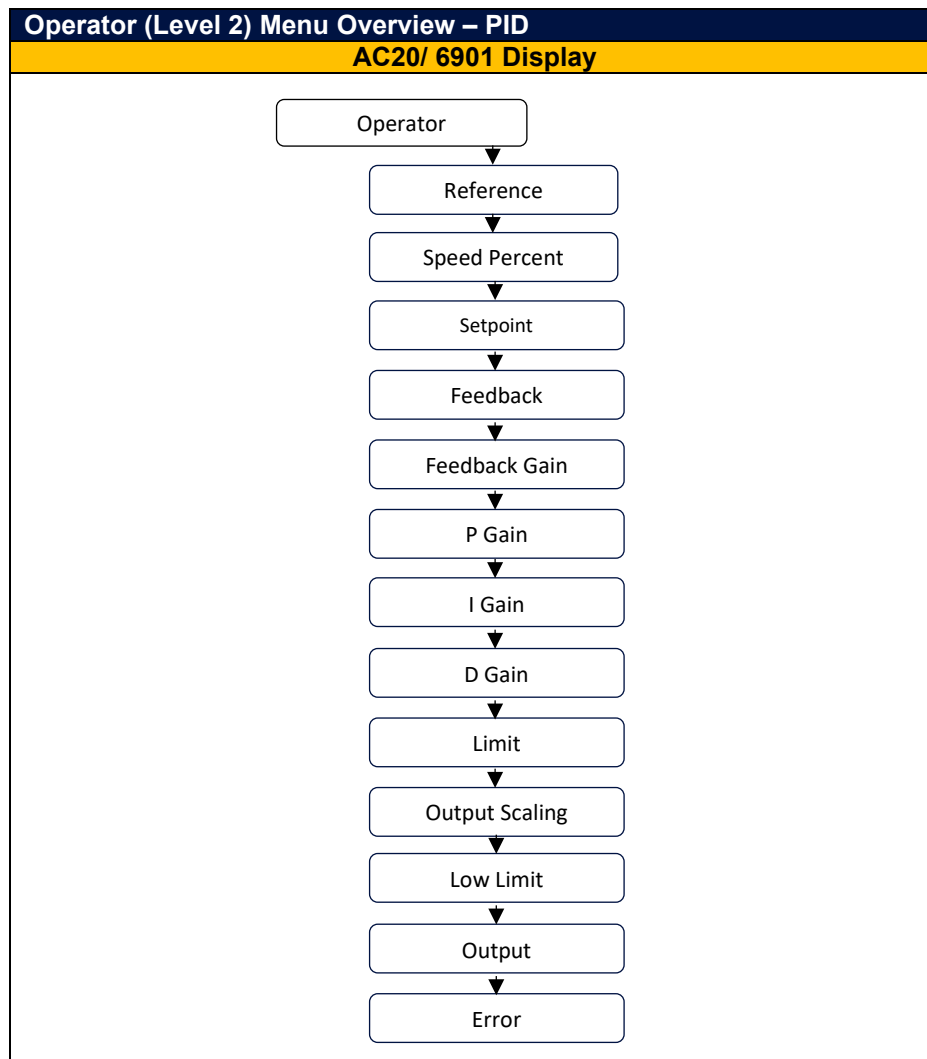 Operator (Level 2) Menu Overview – PID
AC20/ 6901 Display
Operator
Reference
Speed Percent
Setpoint
Feedback
Feedback Gain
P Gain
I Gain
D Gain
Limit
Output Scaling
Low Limit
Output
Error